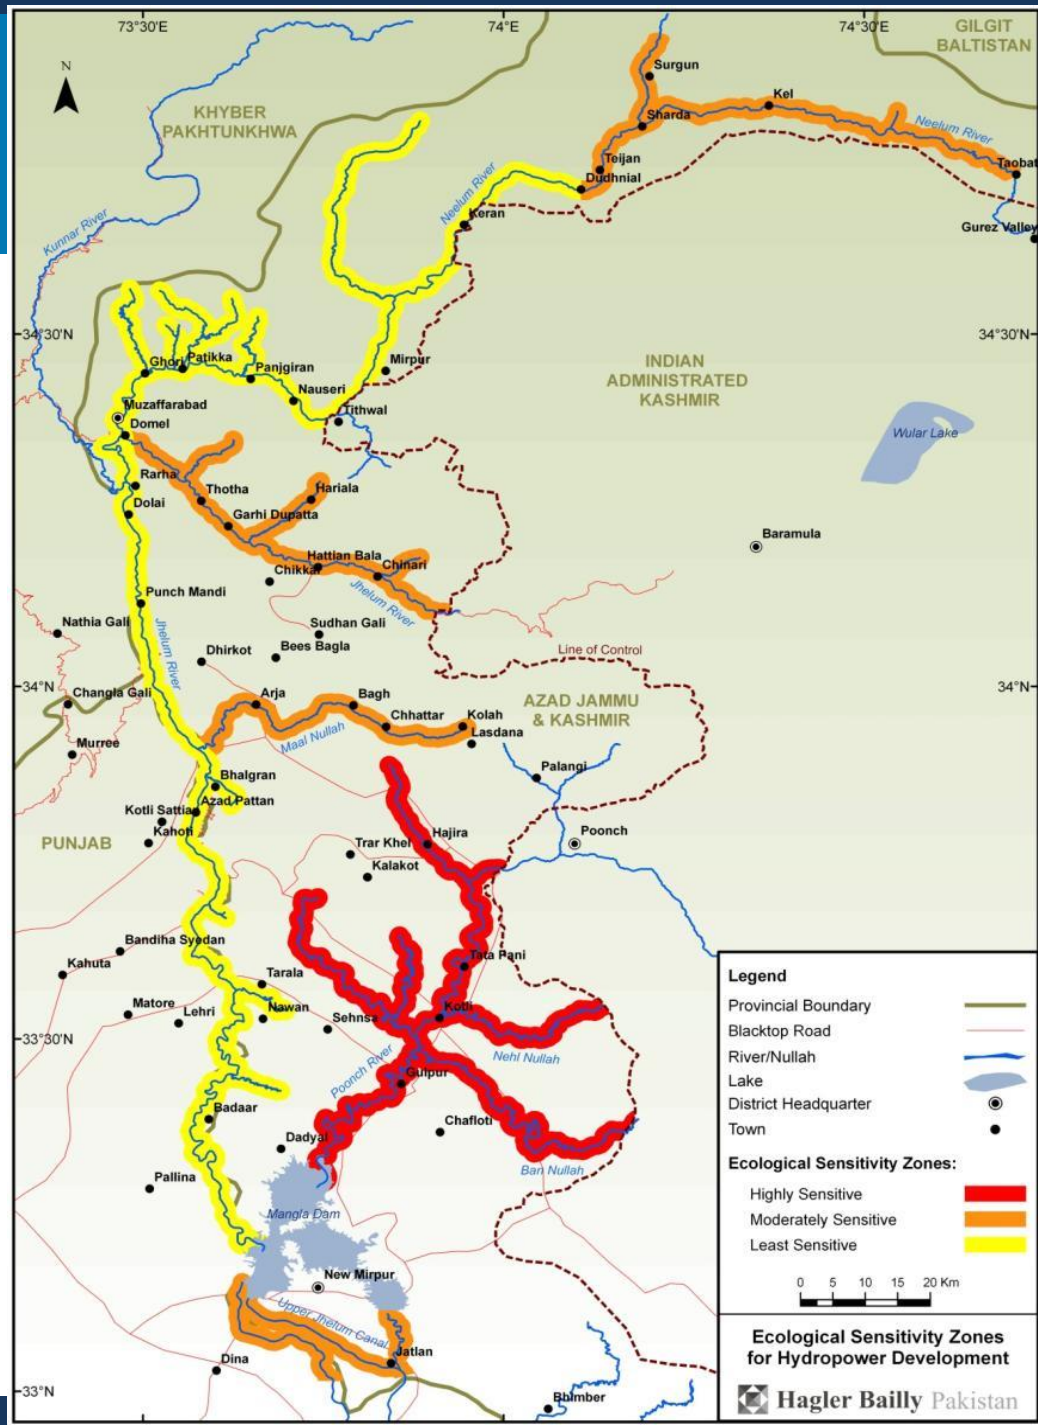 73°30'E
74°E
74°30'E
GILGIT
BALTISTAN
N
KHYBER
PAKHTUNKHWA
Surgun
Kel
Sharda
Neelum River
Taobat
Teijan
Dudhnial
Neelum River
Keran
Kunnar River
Gurez Valley
34°30'N
34°30'N
Ghori
Patikka
Panjgiran
Mirpur
INDIAN
ADMINISTRATED
KASHMIR
Nauseri
Muzaffarabad
Tithwal
Domel
Wular Lake
Rarha
Thotha
Hariala
Dolai
Garhi Dupatta
Baramula
Hattian Bala
Chikkar
Chinari
Jhelum River
Punch Mandi
Nathia Gali
Sudhan Gali
Jhelum River
Bees Bagla
Dhirkot
Line of Control
34°N
Changla Gali
Arja
Bagh
AZAD JAMMU
& KASHMIR
Chhattar
Kolah
Lasdana
Maal Nullah
Murree
Palangi
Bhalgran
Azad Pattan
Kotli Sattian
Kahoti
PUNJAB
Hajira
Poonch
Trar Khel
Kalakot
Bandiha Syedan
Tata Pani
Kahuta
Tarala
Matore
Lehri
Nawan
Sehnsa
Kotli
33°30'N
Nehl Nullah
Poonch River
Gulpur
Badaar
Chafloti
Dadyal
Ban Nullah
Pallina
Mangla Dam
New Mirpur
Upper Jhelum Canal
Dina
Jatlan
33°N
Bhimber
Legend
Provincial Boundary
Blacktop Road
River/Nullah
Lake
District Headquarter
Town
Ecological Sensitivity Zones:
Highly Sensitive
Moderately Sensitive
Least Sensitive
0 5 10 15 20 Km
Ecological Sensitivity Zones
for Hydropower Development
Hagler Bailly Pakistan